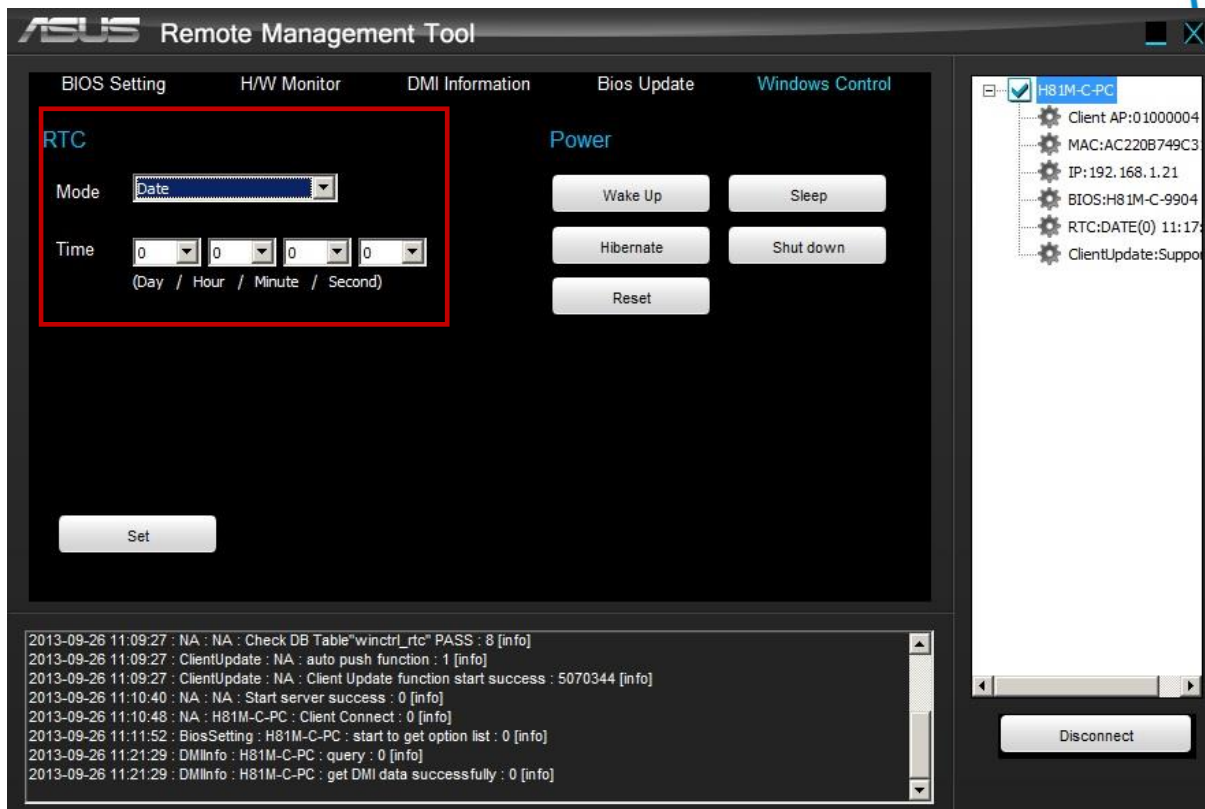 ASUS Remote Management Tool
BIOS Setting H/W Monitor DMI Information Bios Update Windows Control
RTC
Mode Date
Time 0 0 0 0
(Day / Hour / Minute / Second)
Power
Wake Up Sleep
Hibernate Shut down
Reset
Set
H81M-C-PC
Client AP:01000004
MAC:AC220B749C3
IP:192.168.1.21
BIOS:H81M-C-9904
RTC:DATE(0) 11:17:
ClientUpdate:Suppor
2013-09-26 11:09:27 : NA : NA : Check DB Table"winctrl_rtc" PASS : 8 [info]
2013-09-26 11:09:27 : ClientUpdate : NA : auto push function : 1 [info]
2013-09-26 11:09:27 : ClientUpdate : NA : Client Update function start success : 5070344 [info]
2013-09-26 11:10:40 : NA : NA : Start server success : 0 [info]
2013-09-26 11:10:48 : NA : H81M-C-PC : Client Connect : 0 [info]
2013-09-26 11:11:52 : BiosSetting : H81M-C-PC : start to get option list : 0 [info]
2013-09-26 11:21:29 : DMIInfo : H81M-C-PC : query : 0 [info]
2013-09-26 11:21:29 : DMIInfo : H81M-C-PC : get DMI data successfully : 0 [info]
Disconnect